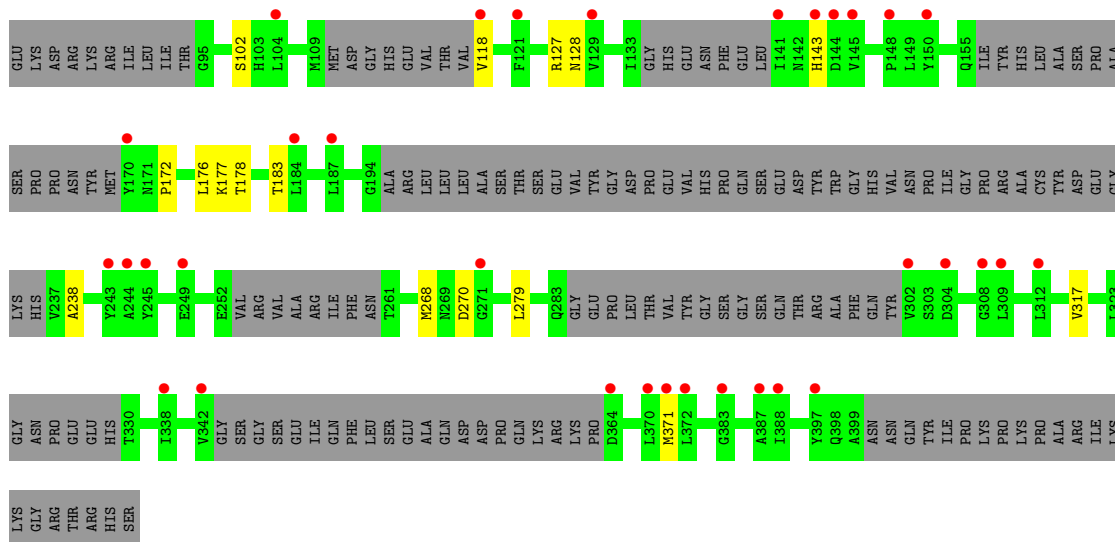 GLU LYS ASP ARG LYS ARG ILE LEU ILE THR G95 S102 H103 L104 M109 MET ASP GLY HIS GLU VAL THR VAL V118 F121 R127 N128 V129 I133 GLY HIS GLU ASN PHE GLU LEU I141 N142 H143 D144 V145 P148 L149 Y150 Q155 ILE TYR HIS LEU ALA SER PRO ALA
SER PRO PRO ASN TYR MET Y170 N171 P172 L176 K177 T178 T183 L184 L187 G194 ALA ARG LEU LEU LEU ALA SER THR SER GLU VAL TYR GLY ASP PRO GLU VAL HIS PRO GLN SER GLU ASP TYR TRP GLY HIS VAL ASN PRO ILE GLY PRO ARG ALA CYS TYR ASP GLU GLY
LYS HIS V237 A238 Y243 A244 Y245 E249 E252 VAL ARG VAL ALA ARG ILE PHE ASN T261 M268 N269 D270 G271 L279 Q283 GLY GLU PRO LEU THR VAL TYR GLY SER GLY SER GLN THR ARG ALA PHE GLN TYR V302 S303 D304 G308 L309 L312 V317 L323
GLY ASN PRO GLU GLU HIS T330 I338 V342 GLY SER GLY SER GLU ILE GLN PHE LEU SER GLU ALA GLN ASP ASP PRO GLN LYS ARG LYS PRO D364 L370 M371 L372 G383 A387 I388 Y397 Q398 A399 ASN ASN GLN TYR ILE PRO LYS PRO LYS PRO ALA ARG ILE LYS
LYS GLY ARG THR ARG HIS SER